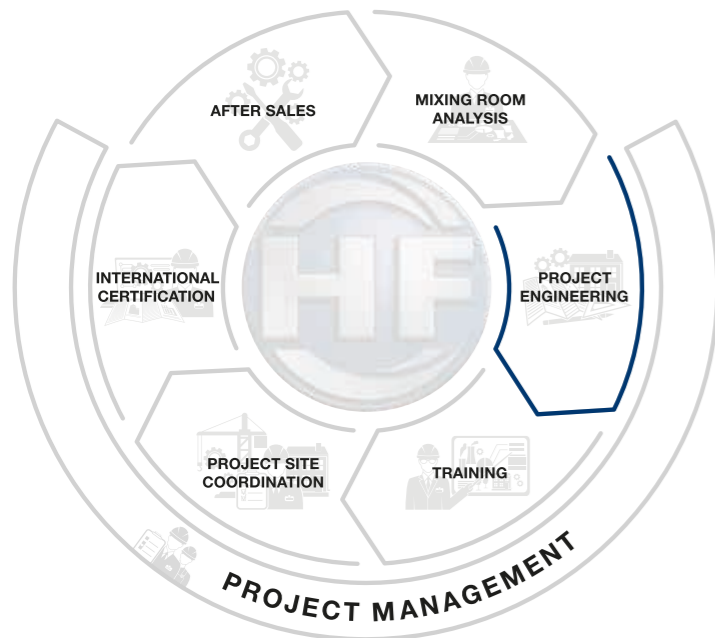 AFTER SALES
MIXING ROOM
ANALYSIS
INTERNATIONAL
CERTIFICATION
HF
PROJECT
ENGINEERING
PROJECT SITE
COORDINATION
TRAINING
PROJECT MANAGEMENT